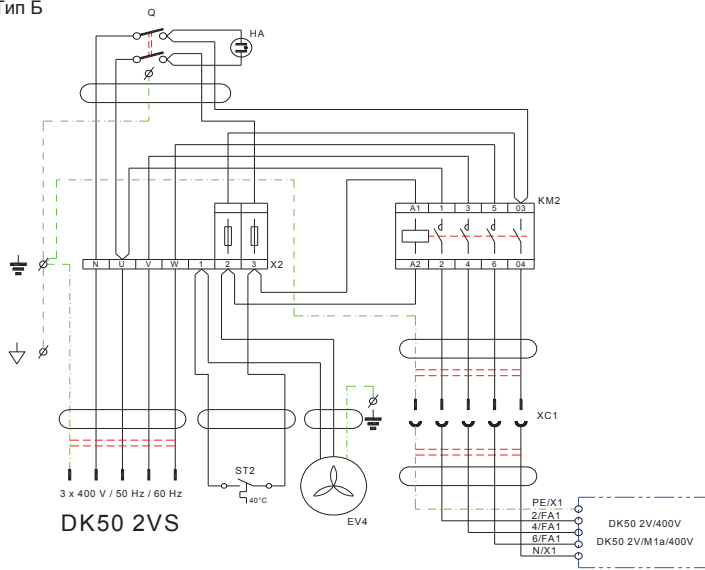 Тип Б
Q
HA
KM2
A1 1 3 5 03
N U V W 1 2 3 X2
A2 2 4 6 04
XC1
ST2
40°C
EV4
3 x 400 V / 50 Hz / 60 Hz
DK50 2VS
PE/X1
2/FA1
4/FA1
6/FA1
N/X1
DK50 2V/400V
DK50 2V/M1a/400V